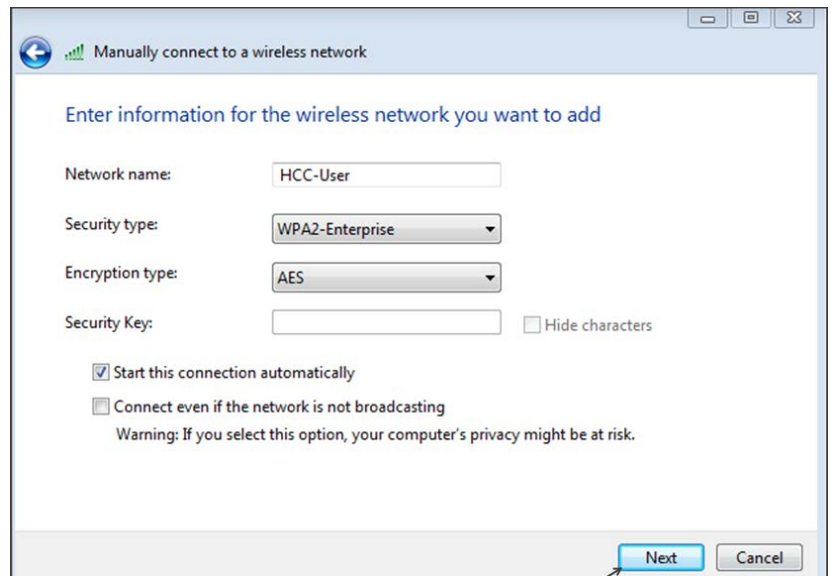 Manually connect to a wireless network
Enter information for the wireless network you want to add
Network name: HCC-User
Security type: WPA2-Enterprise
Encryption type: AES
Security Key: Hide characters
Start this connection automatically
Connect even if the network is not broadcasting
Warning: If you select this option, your computer's privacy might be at risk.
Next Cancel